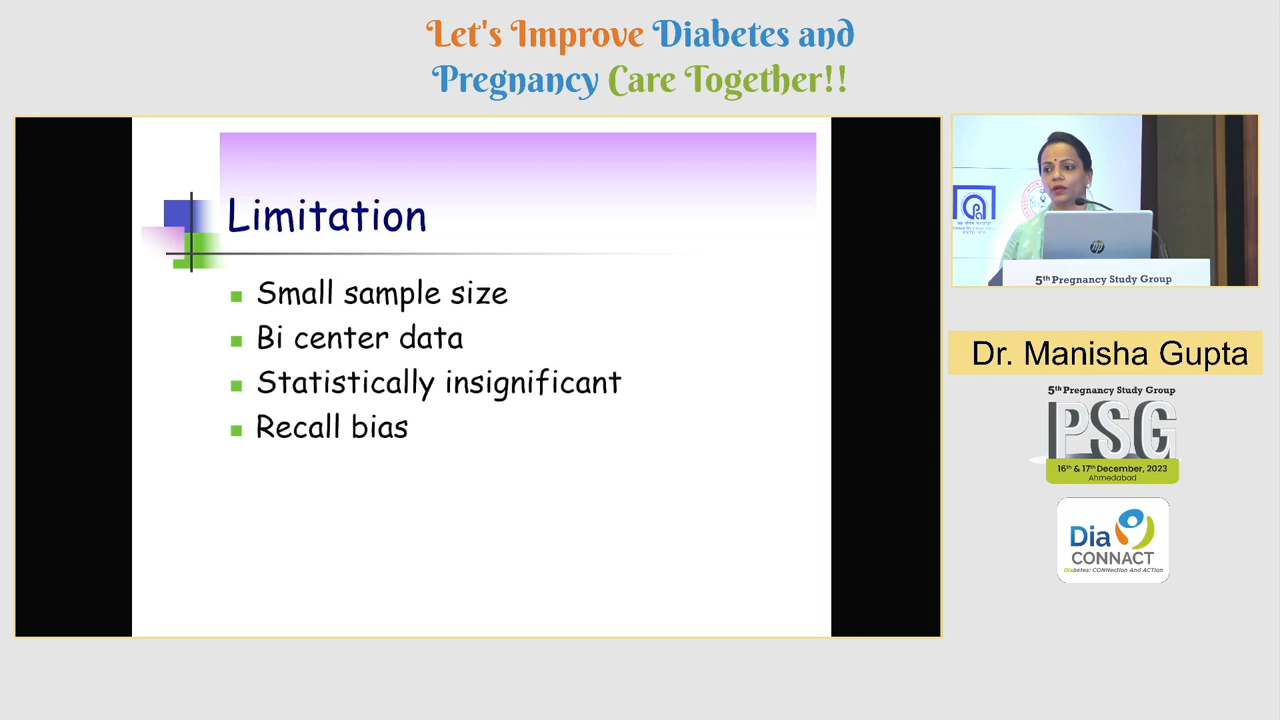 Let's Improve Diabetes and
Pregnancy Care Together!!
Limitation
Small sample size
Bi center data
Statistically insignificant
Recall bias
hp
5th Pregnancy Study Group
Dr. Manisha Gupta
5th Pregnancy Study Group
PSG
16th & 17th December, 2023
Ahmedabad
Dia
CONNACT
Diabetes: CONNection And ACTion